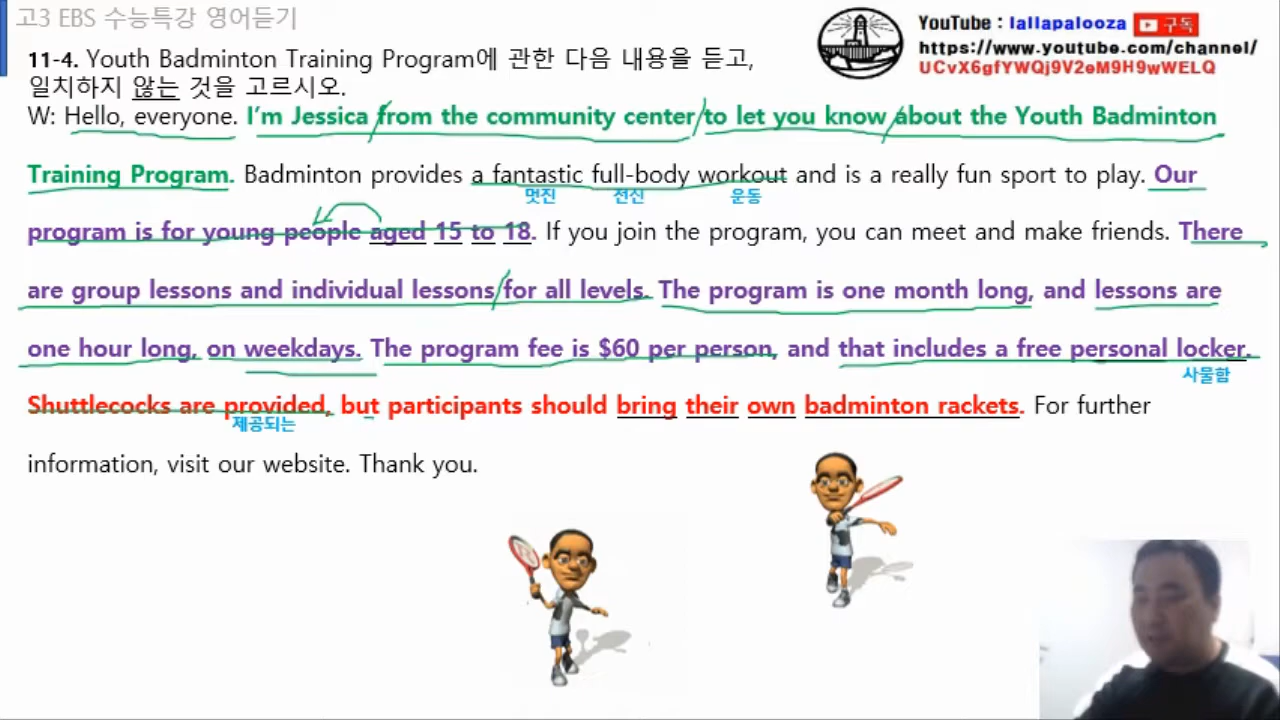 고3 EBS 수능특강 영어듣기
YouTube : lallapalooza 구독
https://www.youtube.com/channel/
UCvX6gfYWQj9V2eM9H9wWELQ
11-4. Youth Badminton Training Program에 관한 다음 내용을 듣고,
일치하지 않는 것을 고르시오.
W: Hello, everyone. I'm Jessica from the community center to let you know about the Youth Badminton
Training Program. Badminton provides a fantastic full-body workout and is a really fun sport to play. Our
멋진 전신 운동
program is for young people aged 15 to 18. If you join the program, you can meet and make friends. There
are group lessons and individual lessons for all levels. The program is one month long, and lessons are
one hour long, on weekdays. The program fee is $60 per person, and that includes a free personal locker.
사물함
Shuttlecocks are provided, but participants should bring their own badminton rackets. For further
제공되는
information, visit our website. Thank you.